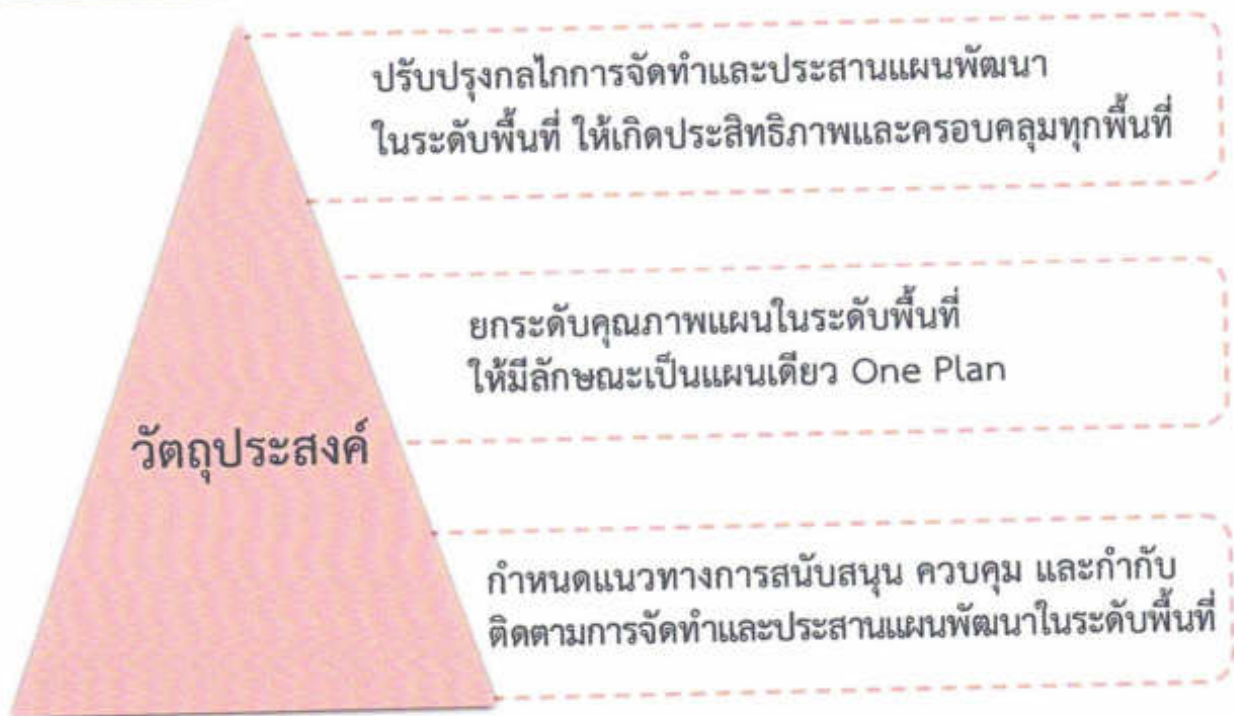 ปรับปรุงกลไกการจัดทำและประสานแผนพัฒนา
ในระดับพื้นที่ ให้เกิดประสิทธิภาพและครอบคลุมทุกพื้นที่
ยกระดับคุณภาพแผนในระดับพื้นที่
ให้มีลักษณะเป็นแผนเดียว One Plan
วัตถุประสงค์
กำหนดแนวทางการสนับสนุน ควบคุม และกำกับ
ติดตามการจัดทำและประสานแผนพัฒนาในระดับพื้นที่